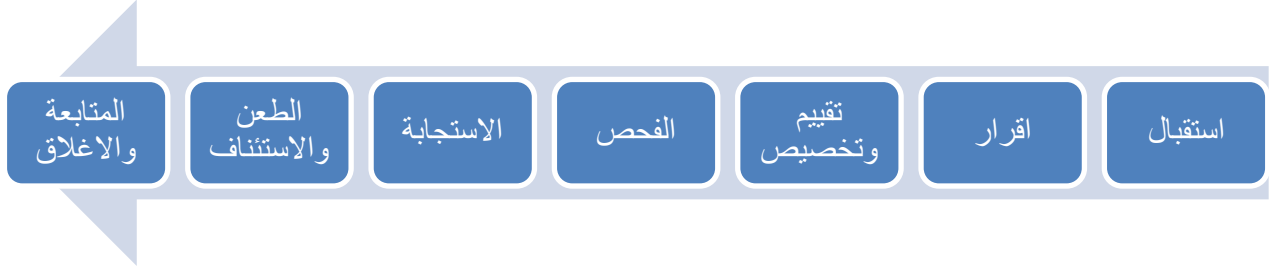 استقبال
اقرار
تقييم
وتخصيص
الفحص
الاستجابة
الطعن
والاستئناف
المتابعة
والاغلاق